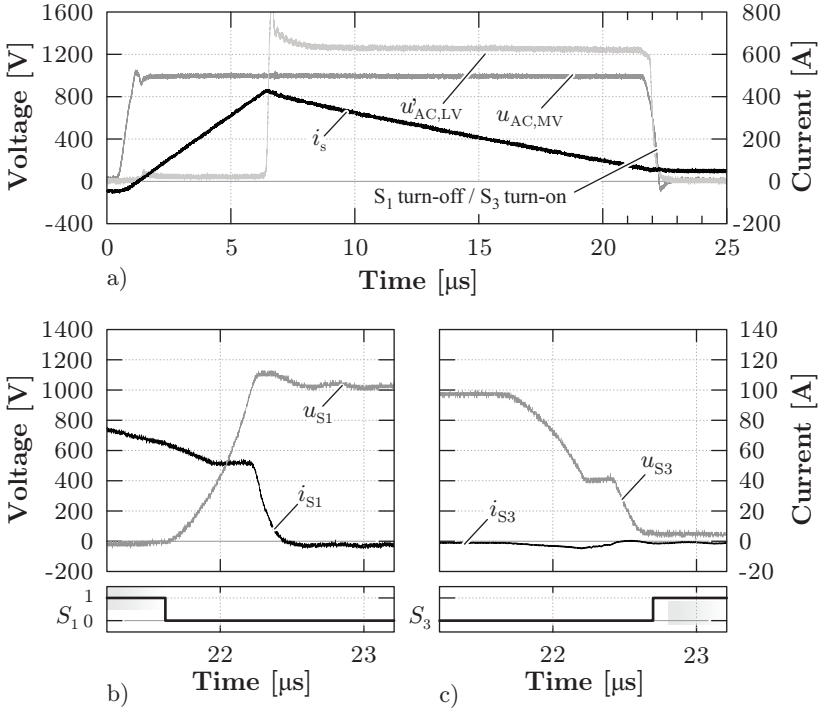 1600
1200
800
400
0
-400
Voltage [V]
800
600
400
200
0
-200
Current [A]
u'AC,LV
uAC,MV
is
S1 turn-off / S3 turn-on
0 5 10 15 20 25
a) Time [μs]
1400
1200
1000
800
600
400
200
0
-200
Voltage [V]
uS1
iS1
140
120
100
80
60
40
20
0
-20
Current [A]
uS3
iS3
S1 1
0
S3
22 23
22 23
b) Time [μs]
c) Time [μs]